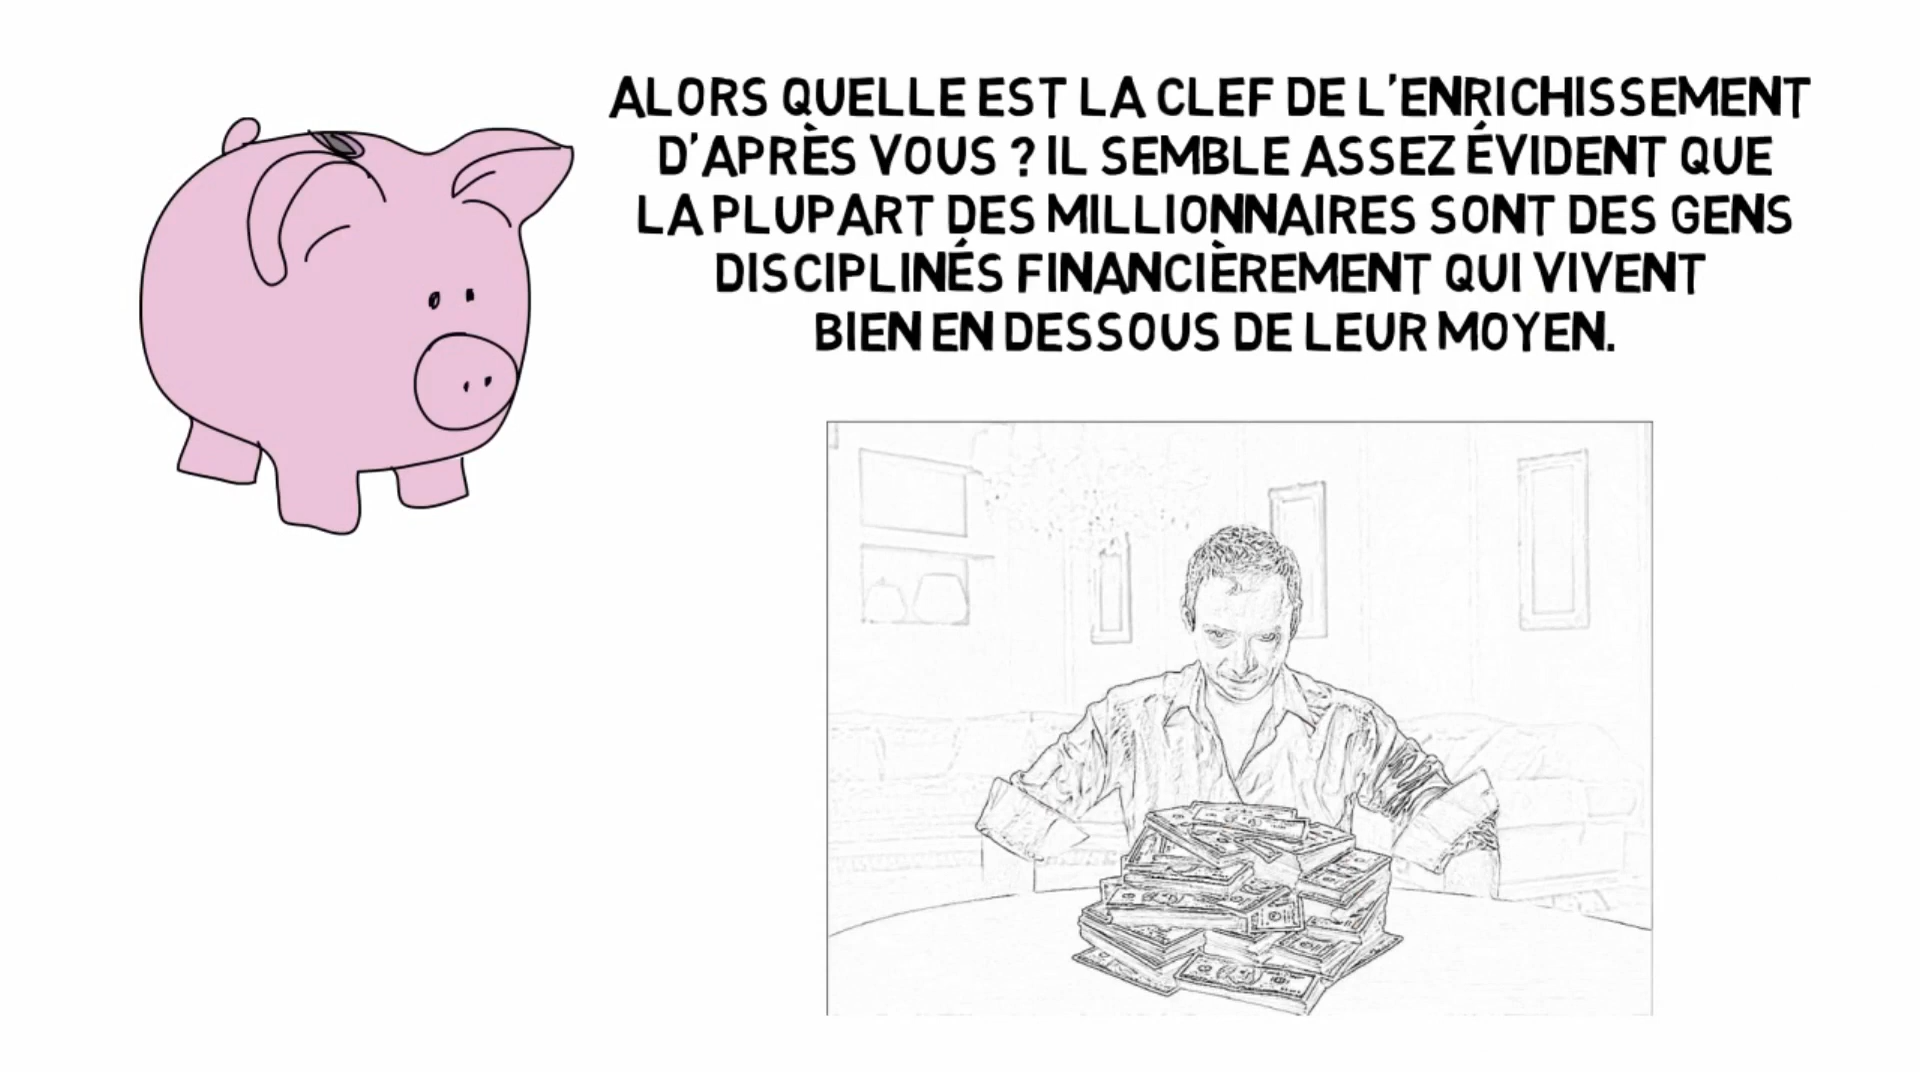 ALORS QUELLE EST LA CLEF DE L'ENRICHISSEMENT
D'APRÈS VOUS ? IL SEMBLE ASSEZ ÉVIDENT QUE
LA PLUPART DES MILLIONNAIRES SONT DES GENS
DISCIPLINÉS FINANCIÈREMENT QUI VIVENT
BIEN EN DESSOUS DE LEUR MOYEN.